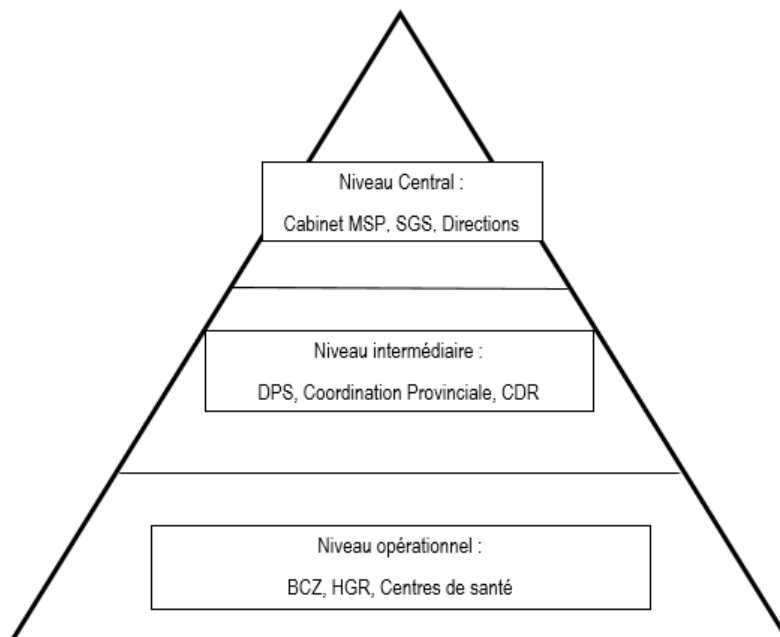 Niveau Central :
Cabinet MSP, SGS, Directions
Niveau intermédiaire :
DPS, Coordination Provinciale, CDR
Niveau opérationnel :
BCZ, HGR, Centres de santé